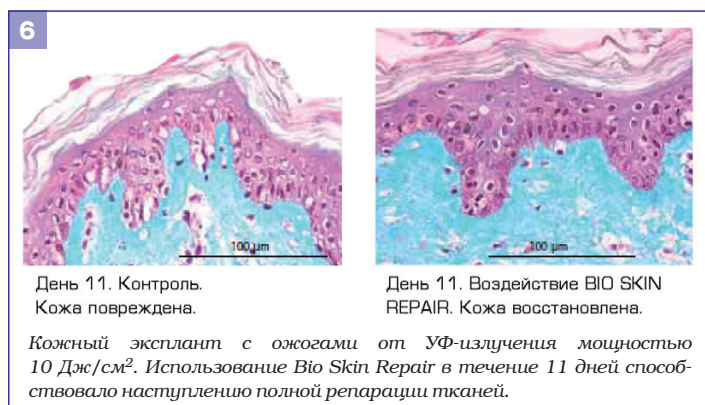 6
100 µm
100 µm
День 11. Контроль.
Кожа повреждена.
День 11. Воздействие BIO SKIN
REPAIR. Кожа восстановлена.
Кожный эксплант с ожогами от УФ-излучения мощностью
10 Дж/см². Использование Bio Skin Repair в течение 11 дней способ-
ствовало наступлению полной репарации тканей.